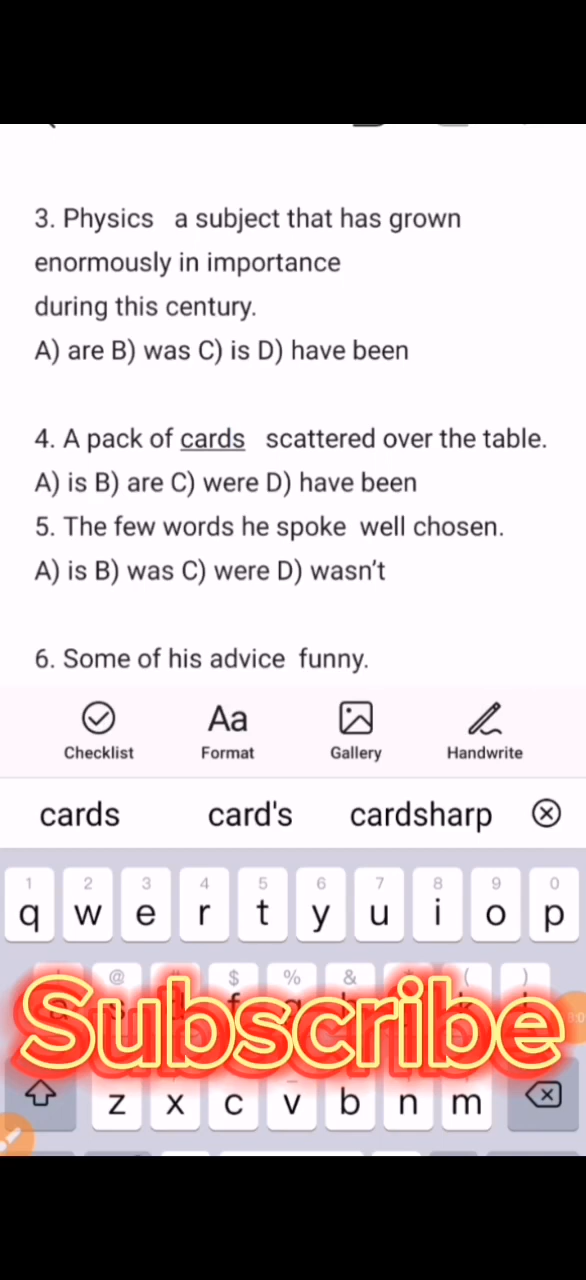 3. Physics a subject that has grown
enormously in importance
during this century.
A) are B) was C) is D) have been
4. A pack of cards scattered over the table.
A) is B) are C) were D) have been
5. The few words he spoke well chosen.
A) is B) was C) were D) wasn't
6. Some of his advice funny.
Checklist Format Gallery Handwrite
Aa
cards card's cardsharp
1 2 3 4 5 6 7 8 9 0
q w e r t y u i o p
@ $ % & ( )
Subscribe
z x c v b n m